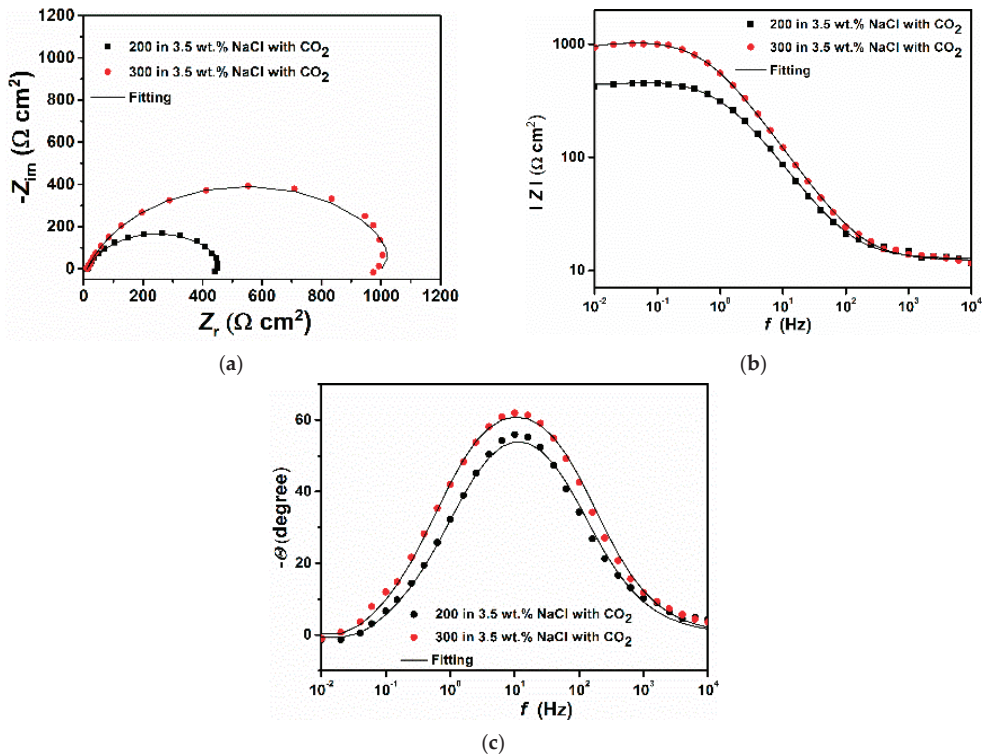 1200
1000
800
600
400
200
0
-Z_im (Ω cm²)
200 in 3.5 wt.% NaCl with CO₂
300 in 3.5 wt.% NaCl with CO₂
Fitting
0 200 400 600 800 1000 1200
Z_r (Ω cm²)
(a)
1000
100
10
| Z | (Ω cm²)
200 in 3.5 wt.% NaCl with CO₂
300 in 3.5 wt.% NaCl with CO₂
Fitting
10⁻² 10⁻¹ 10⁰ 10¹ 10² 10³ 10⁴
f (Hz)
(b)
60
40
20
0
-Θ (degree)
200 in 3.5 wt.% NaCl with CO₂
300 in 3.5 wt.% NaCl with CO₂
Fitting
10⁻² 10⁻¹ 10⁰ 10¹ 10² 10³ 10⁴
f (Hz)
(c)